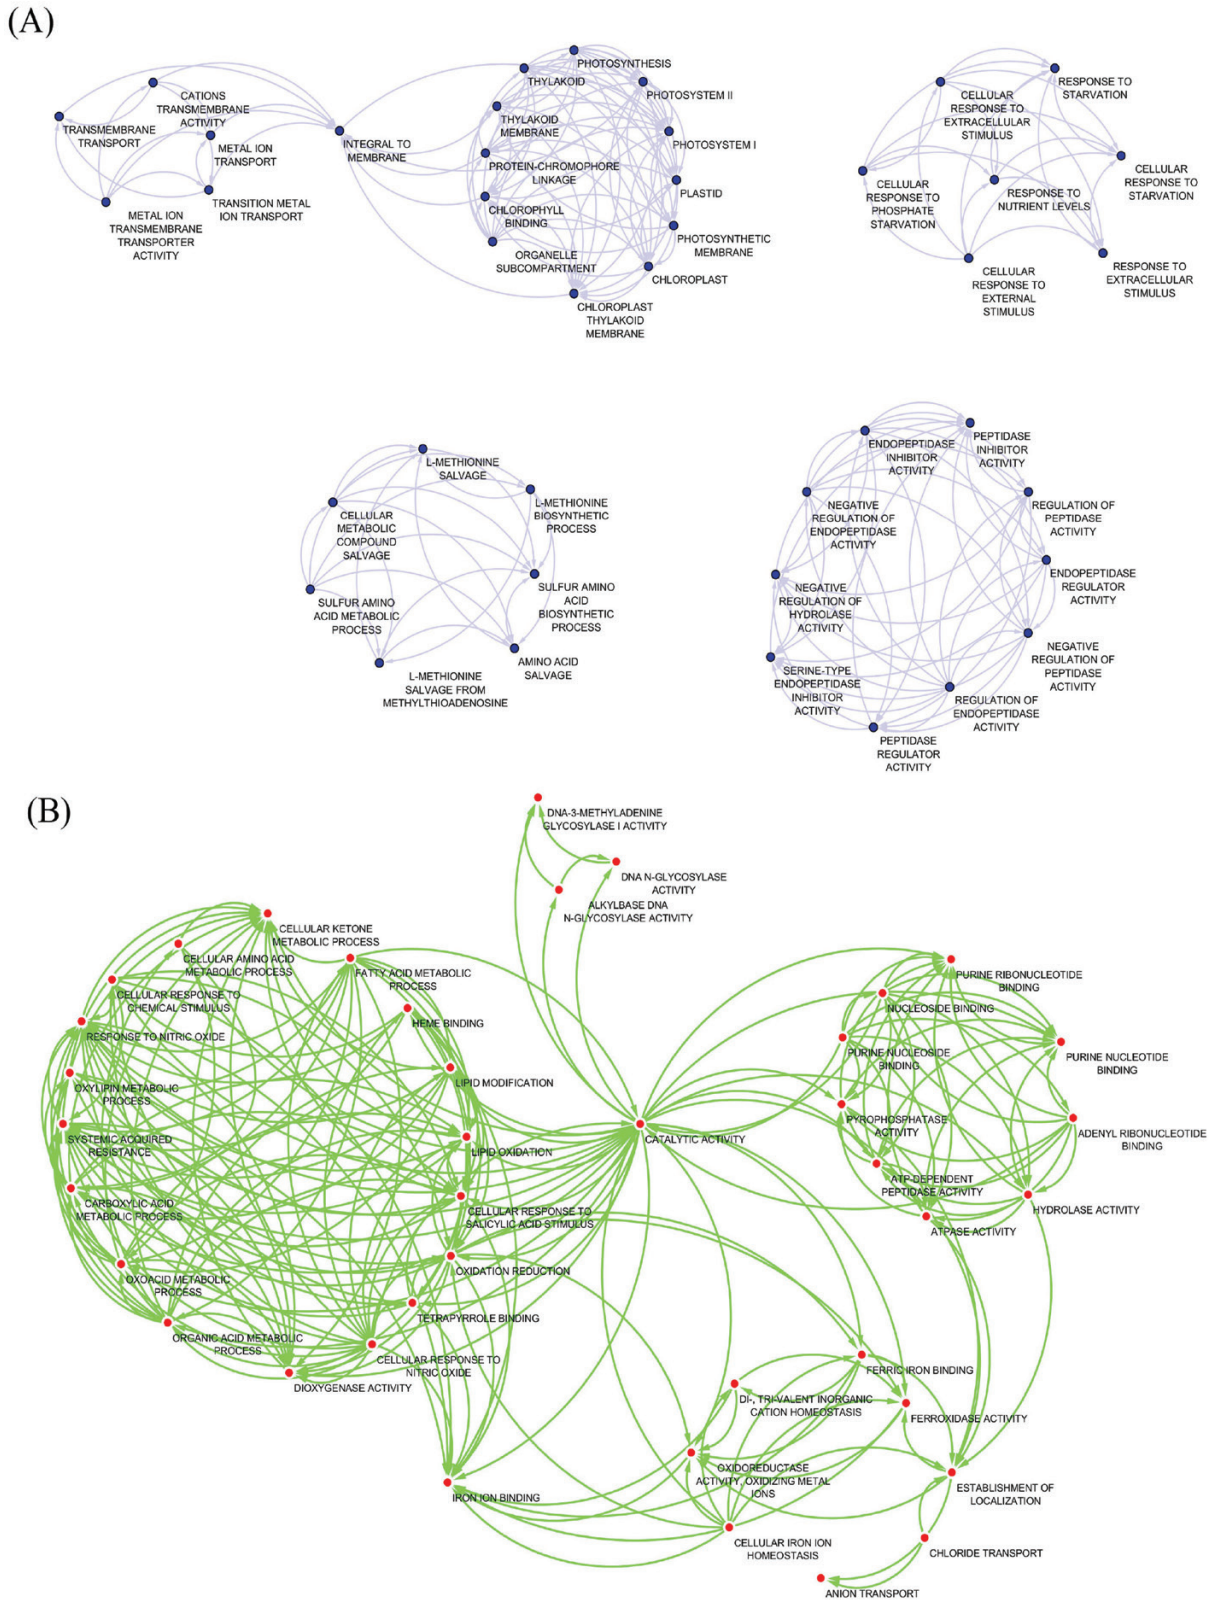 (A)
PHOTOSYNTHESIS
THYLAKOID
PHOTOSYSTEM II
THYLAKOID
MEMBRANE
PHOTOSYSTEM I
PROTEIN-CHROMOPHORE
LINKAGE
PLASTID
CHLOROPHYLL
BINDING
PHOTOSYNTHETIC
MEMBRANE
ORGANELLE
SUBCOMPARTMENT
CHLOROPLAST
CHLOROPLAST
THYLAKOID
MEMBRANE
CATIONS
TRANSMEMBRANE
ACTIVITY
TRANSMEMBRANE
TRANSPORT
METAL ION
TRANSPORT
INTEGRAL TO
MEMBRANE
TRANSITION METAL
ION TRANSPORT
METAL ION
TRANSMEMBRANE
TRANSPORTER
ACTIVITY
RESPONSE TO
STARVATION
CELLULAR
RESPONSE TO
EXTRACELLULAR
STIMULUS
CELLULAR
RESPONSE TO
STARVATION
CELLULAR
RESPONSE TO
PHOSPHATE
STARVATION
RESPONSE TO
NUTRIENT LEVELS
CELLULAR
RESPONSE TO
EXTERNAL
STIMULUS
RESPONSE TO
EXTRACELLULAR
STIMULUS
L-METHIONINE
SALVAGE
L-METHIONINE
BIOSYNTHETIC
PROCESS
CELLULAR
METABOLIC
COMPOUND
SALVAGE
SULFUR AMINO
ACID
BIOSYNTHETIC
PROCESS
SULFUR AMINO
ACID METABOLIC
PROCESS
AMINO ACID
SALVAGE
L-METHIONINE
SALVAGE FROM
METHYLTHIOADENOSINE
ENDOPEPTIDASE
INHIBITOR
ACTIVITY
PEPTIDASE
INHIBITOR
ACTIVITY
NEGATIVE
REGULATION OF
ENDOPEPTIDASE
ACTIVITY
REGULATION OF
PEPTIDASE
ACTIVITY
ENDOPEPTIDASE
REGULATOR
ACTIVITY
NEGATIVE
REGULATION OF
HYDROLASE
ACTIVITY
NEGATIVE
REGULATION OF
PEPTIDASE
ACTIVITY
SERINE-TYPE
ENDOPEPTIDASE
INHIBITOR
ACTIVITY
REGULATION OF
ENDOPEPTIDASE
ACTIVITY
PEPTIDASE
REGULATOR
ACTIVITY
(B)
DNA-3-METHYLADENINE
GLYCOSYLASE I ACTIVITY
DNA N-GLYCOSYLASE
ACTIVITY
ALKYLBASE DNA
N-GLYCOSYLASE ACTIVITY
CELLULAR KETONE
METABOLIC PROCESS
CELLULAR AMINO ACID
METABOLIC PROCESS
FATTY ACID METABOLIC
PROCESS
CELLULAR RESPONSE TO
CHEMICAL STIMULUS
HEME BINDING
RESPONSE TO NITRIC OXIDE
LIPID MODIFICATION
OXYLIPIN METABOLIC
PROCESS
SYSTEMIC ACQUIRED
RESISTANCE
LIPID OXIDATION
CARBOXYLIC ACID
METABOLIC PROCESS
CELLULAR RESPONSE TO
SALICYLIC ACID STIMULUS
OXOACID METABOLIC
PROCESS
OXIDATION REDUCTION
TETRAPYRROLE BINDING
ORGANIC ACID METABOLIC
PROCESS
CELLULAR RESPONSE TO
NITRIC OXIDE
DIOXYGENASE ACTIVITY
CATALYTIC ACTIVITY
PURINE RIBONUCLEOTIDE
BINDING
NUCLEOSIDE BINDING
PURINE NUCLEOSIDE
BINDING
PURINE NUCLEOTIDE
BINDING
PYROPHOSPHATASE
ACTIVITY
ADENYL RIBONUCLEOTIDE
BINDING
ATP-DEPENDENT
PEPTIDASE ACTIVITY
HYDROLASE ACTIVITY
ATPASE ACTIVITY
FERRIC IRON BINDING
DI-, TRI-VALENT INORGANIC
CATION HOMEOSTASIS
FERROXIDASE ACTIVITY
OXIDOREDUCTASE
ACTIVITY, OXIDIZING METAL
IONS
IRON ION BINDING
ESTABLISHMENT OF
LOCALIZATION
CELLULAR IRON ION
HOMEOSTASIS
CHLORIDE TRANSPORT
ANION TRANSPORT